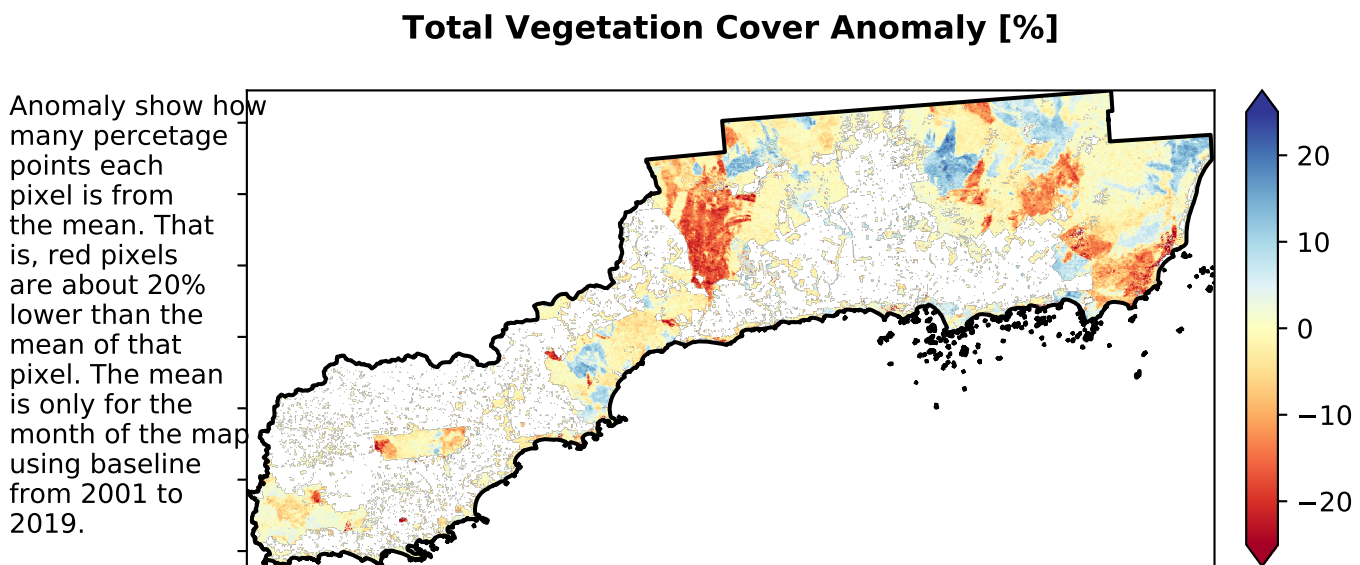 Total Vegetation Cover Anomaly [%]
Anomaly show how
many percetage
points each
pixel is from
the mean. That
is, red pixels
are about 20%
lower than the
mean of that
pixel. The mean
is only for the
month of the map
using baseline
from 2001 to
2019.
20
10
0
−10
−20